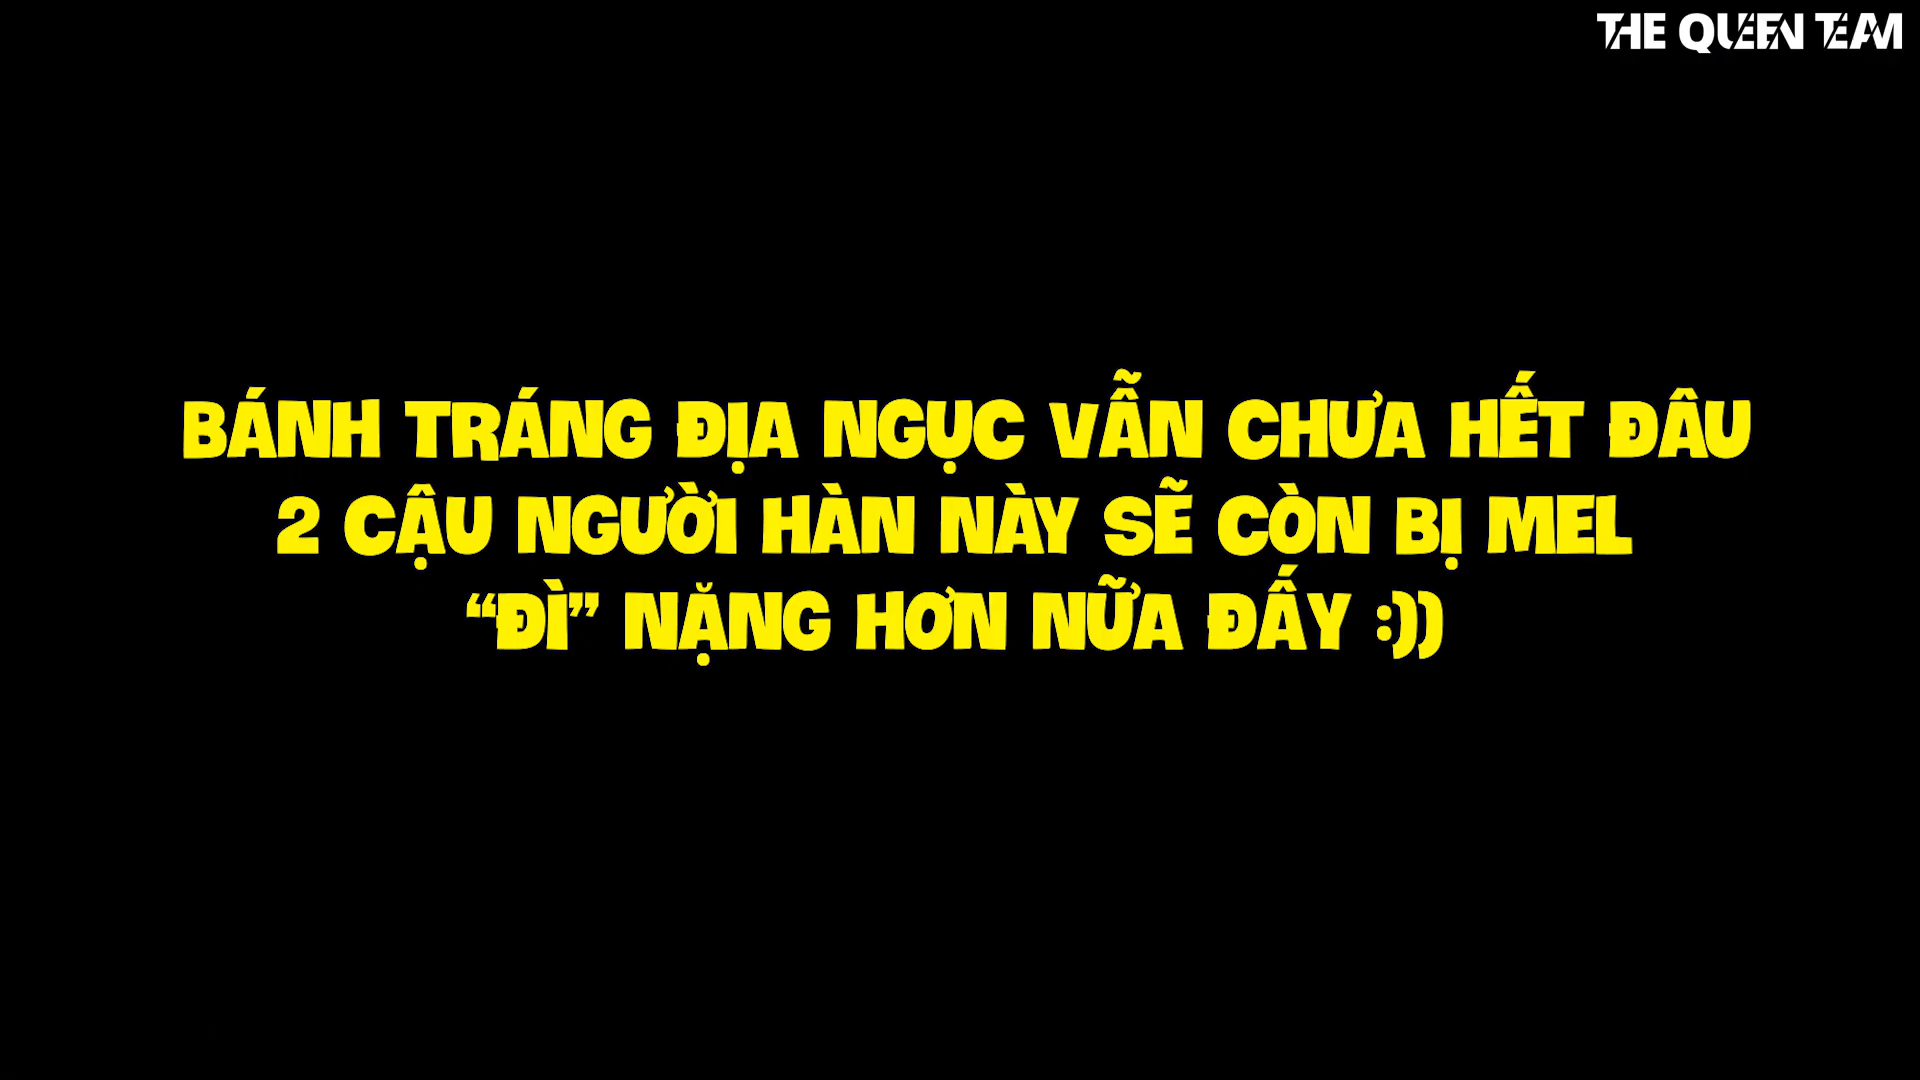 THE QUEEN TEAM
BÁNH TRÁNG ĐỊA NGỤC VẪN CHƯA HẾT ĐÂU
2 CẬU NGƯỜI HÀN NÀY SẼ CÒN BỊ MEL
“ĐÌ” NẶNG HƠN NỮA ĐẤY :))